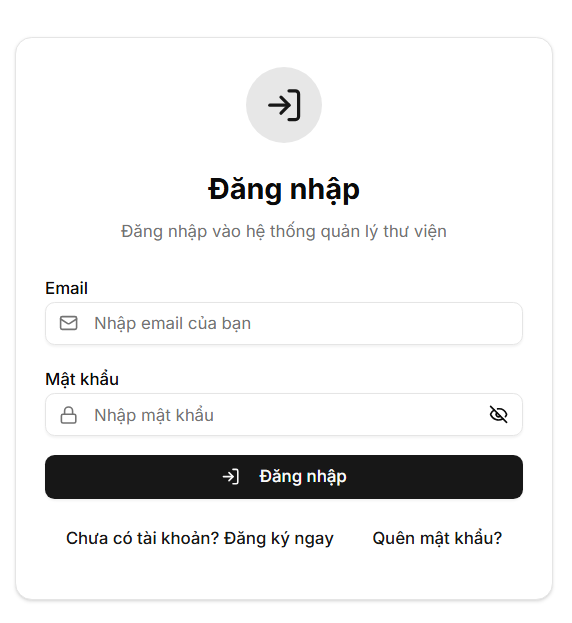 Đăng nhập
Đăng nhập vào hệ thống quản lý thư viện
Email
Nhập email của bạn
Mật khẩu
Nhập mật khẩu
Đăng nhập
Chưa có tài khoản? Đăng ký ngay Quên mật khẩu?